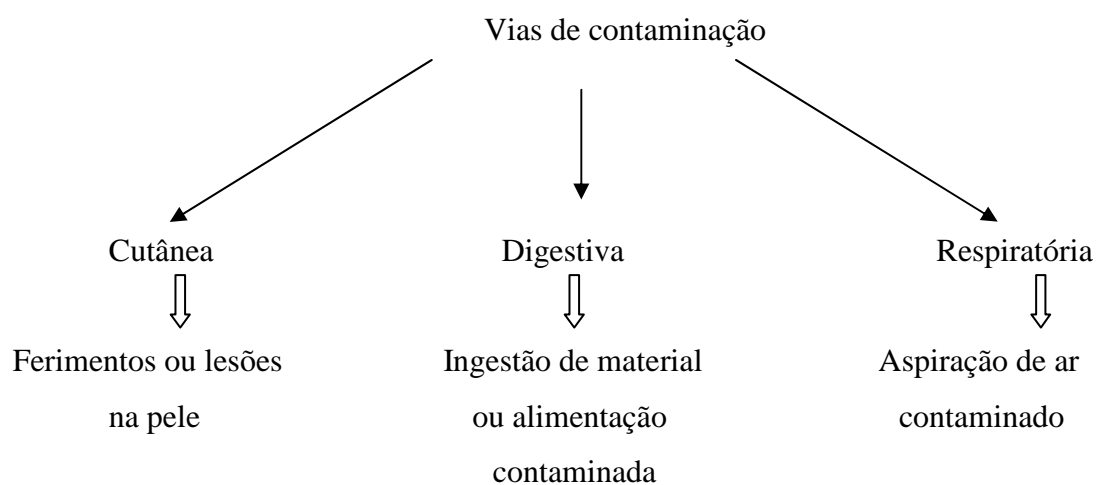 Vias de contaminação
Cutânea
Digestiva
Respiratória
Ferimentos ou lesões
na pele
Ingestão de material
ou alimentação
contaminada
Aspiração de ar
contaminado